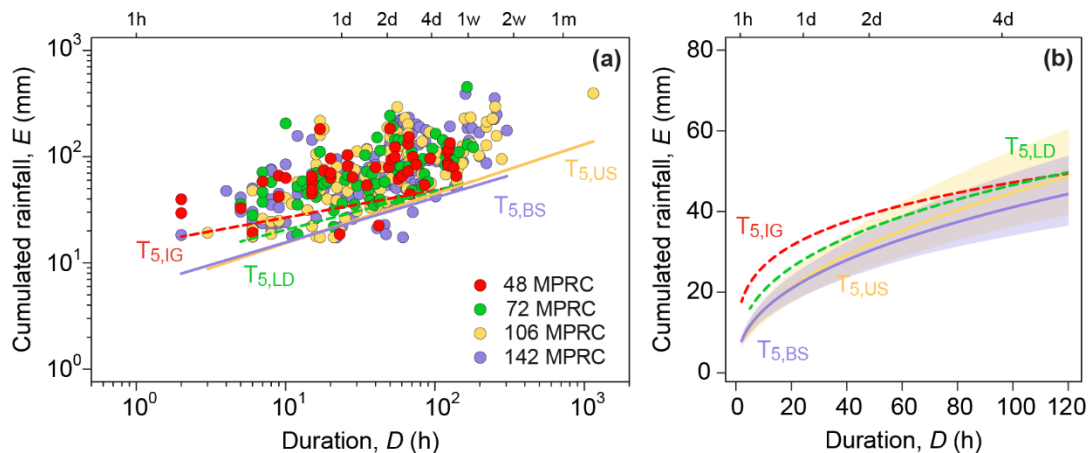 1h 1d 2d 4d 1w 2w 1m
(a)
10³
10²
10¹
10⁰
Cumulated rainfall, E (mm)
T5,IG
T5,LD
T5,US
T5,BS
48 MPRC
72 MPRC
106 MPRC
142 MPRC
10⁰ 10¹ 10² 10³
Duration, D (h)
1h 1d 2d 4d
(b)
80
60
40
20
0
Cumulated rainfall, E (mm)
T5,LD
T5,IG
T5,US
T5,BS
0 20 40 60 80 100 120
Duration, D (h)